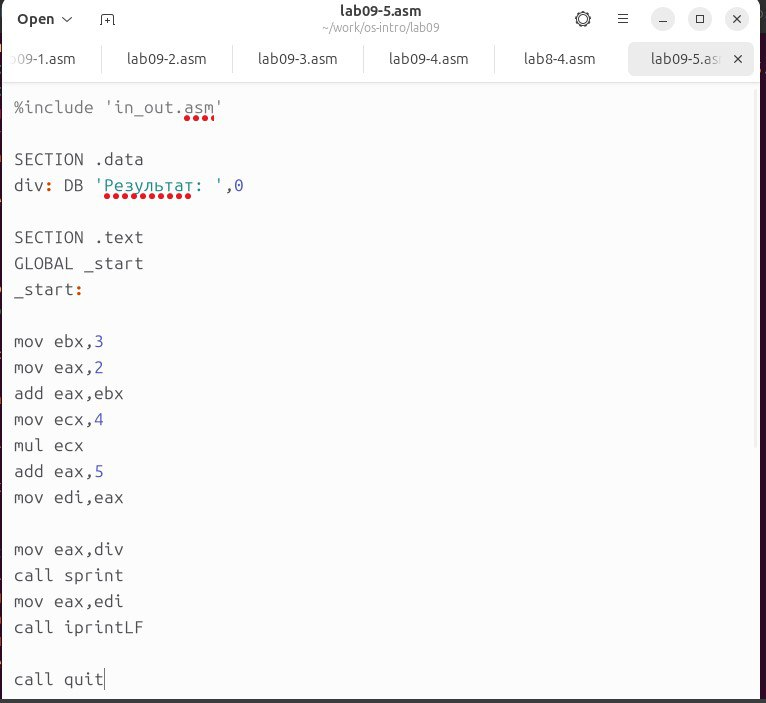 Open
lab09-5.asm
~/work/os-intro/lab09
09-1.asm
lab09-2.asm
lab09-3.asm
lab09-4.asm
lab8-4.asm
lab09-5.as
%include 'in_out.asm'
SECTION .data
div: DB 'Результат: ',0
SECTION .text
GLOBAL _start
_start:
mov ebx,3
mov eax,2
add eax,ebx
mov ecx,4
mul ecx
add eax,5
mov edi,eax
mov eax,div
call sprint
mov eax,edi
call iprintLF
call quit